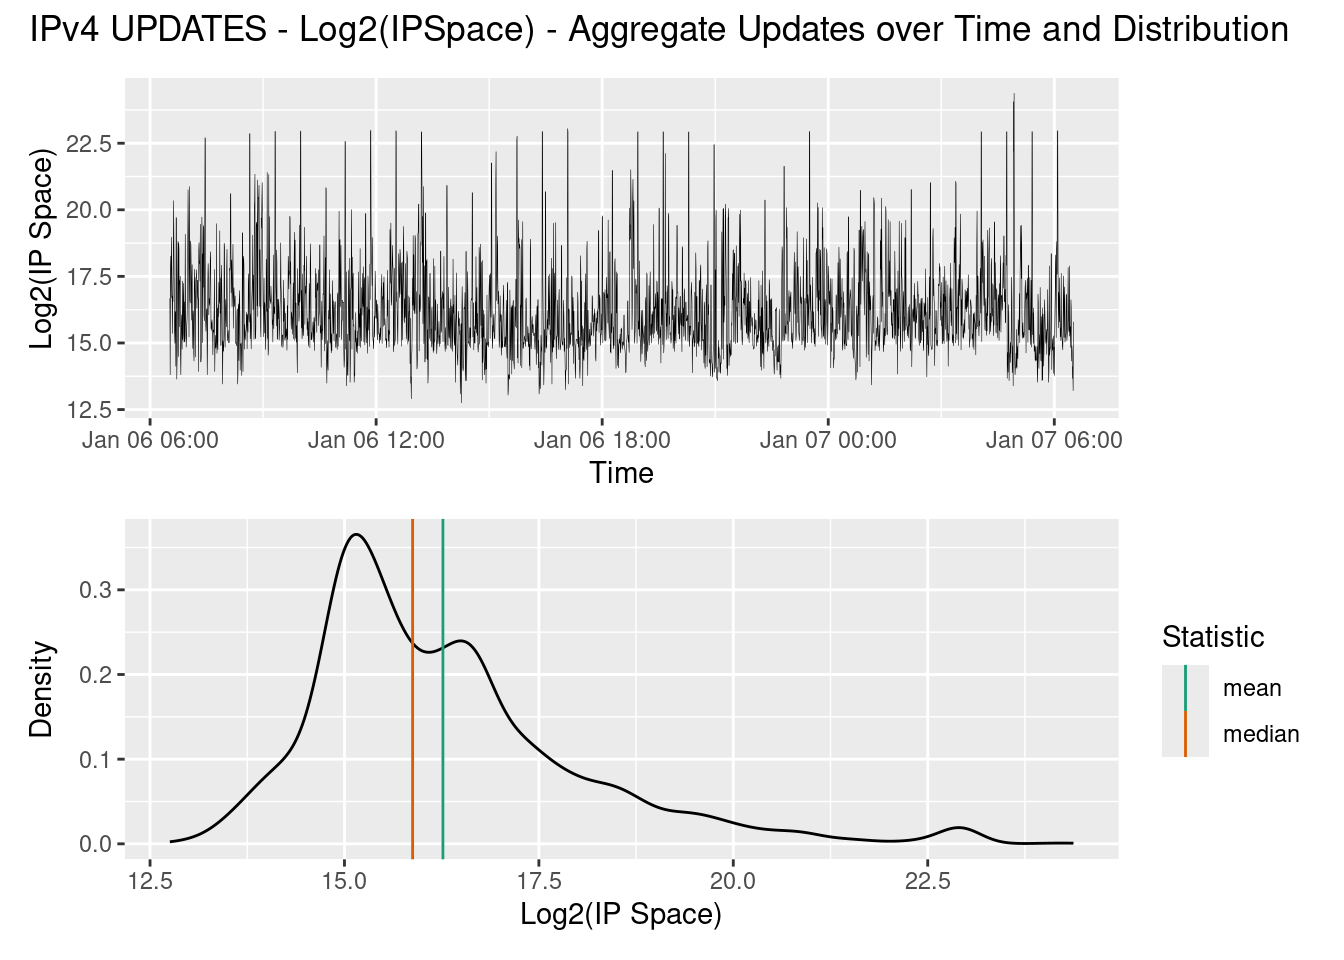 IPv4 UPDATES - Log2(IPSpace) - Aggregate Updates over Time and Distribution
Log2(IP Space)
22.5
20.0
17.5
15.0
12.5
Jan 06 06:00 Jan 06 12:00 Jan 06 18:00 Jan 07 00:00 Jan 07 06:00
Time
Density
0.3
0.2
0.1
0.0
12.5 15.0 17.5 20.0 22.5
Log2(IP Space)
Statistic
mean
median